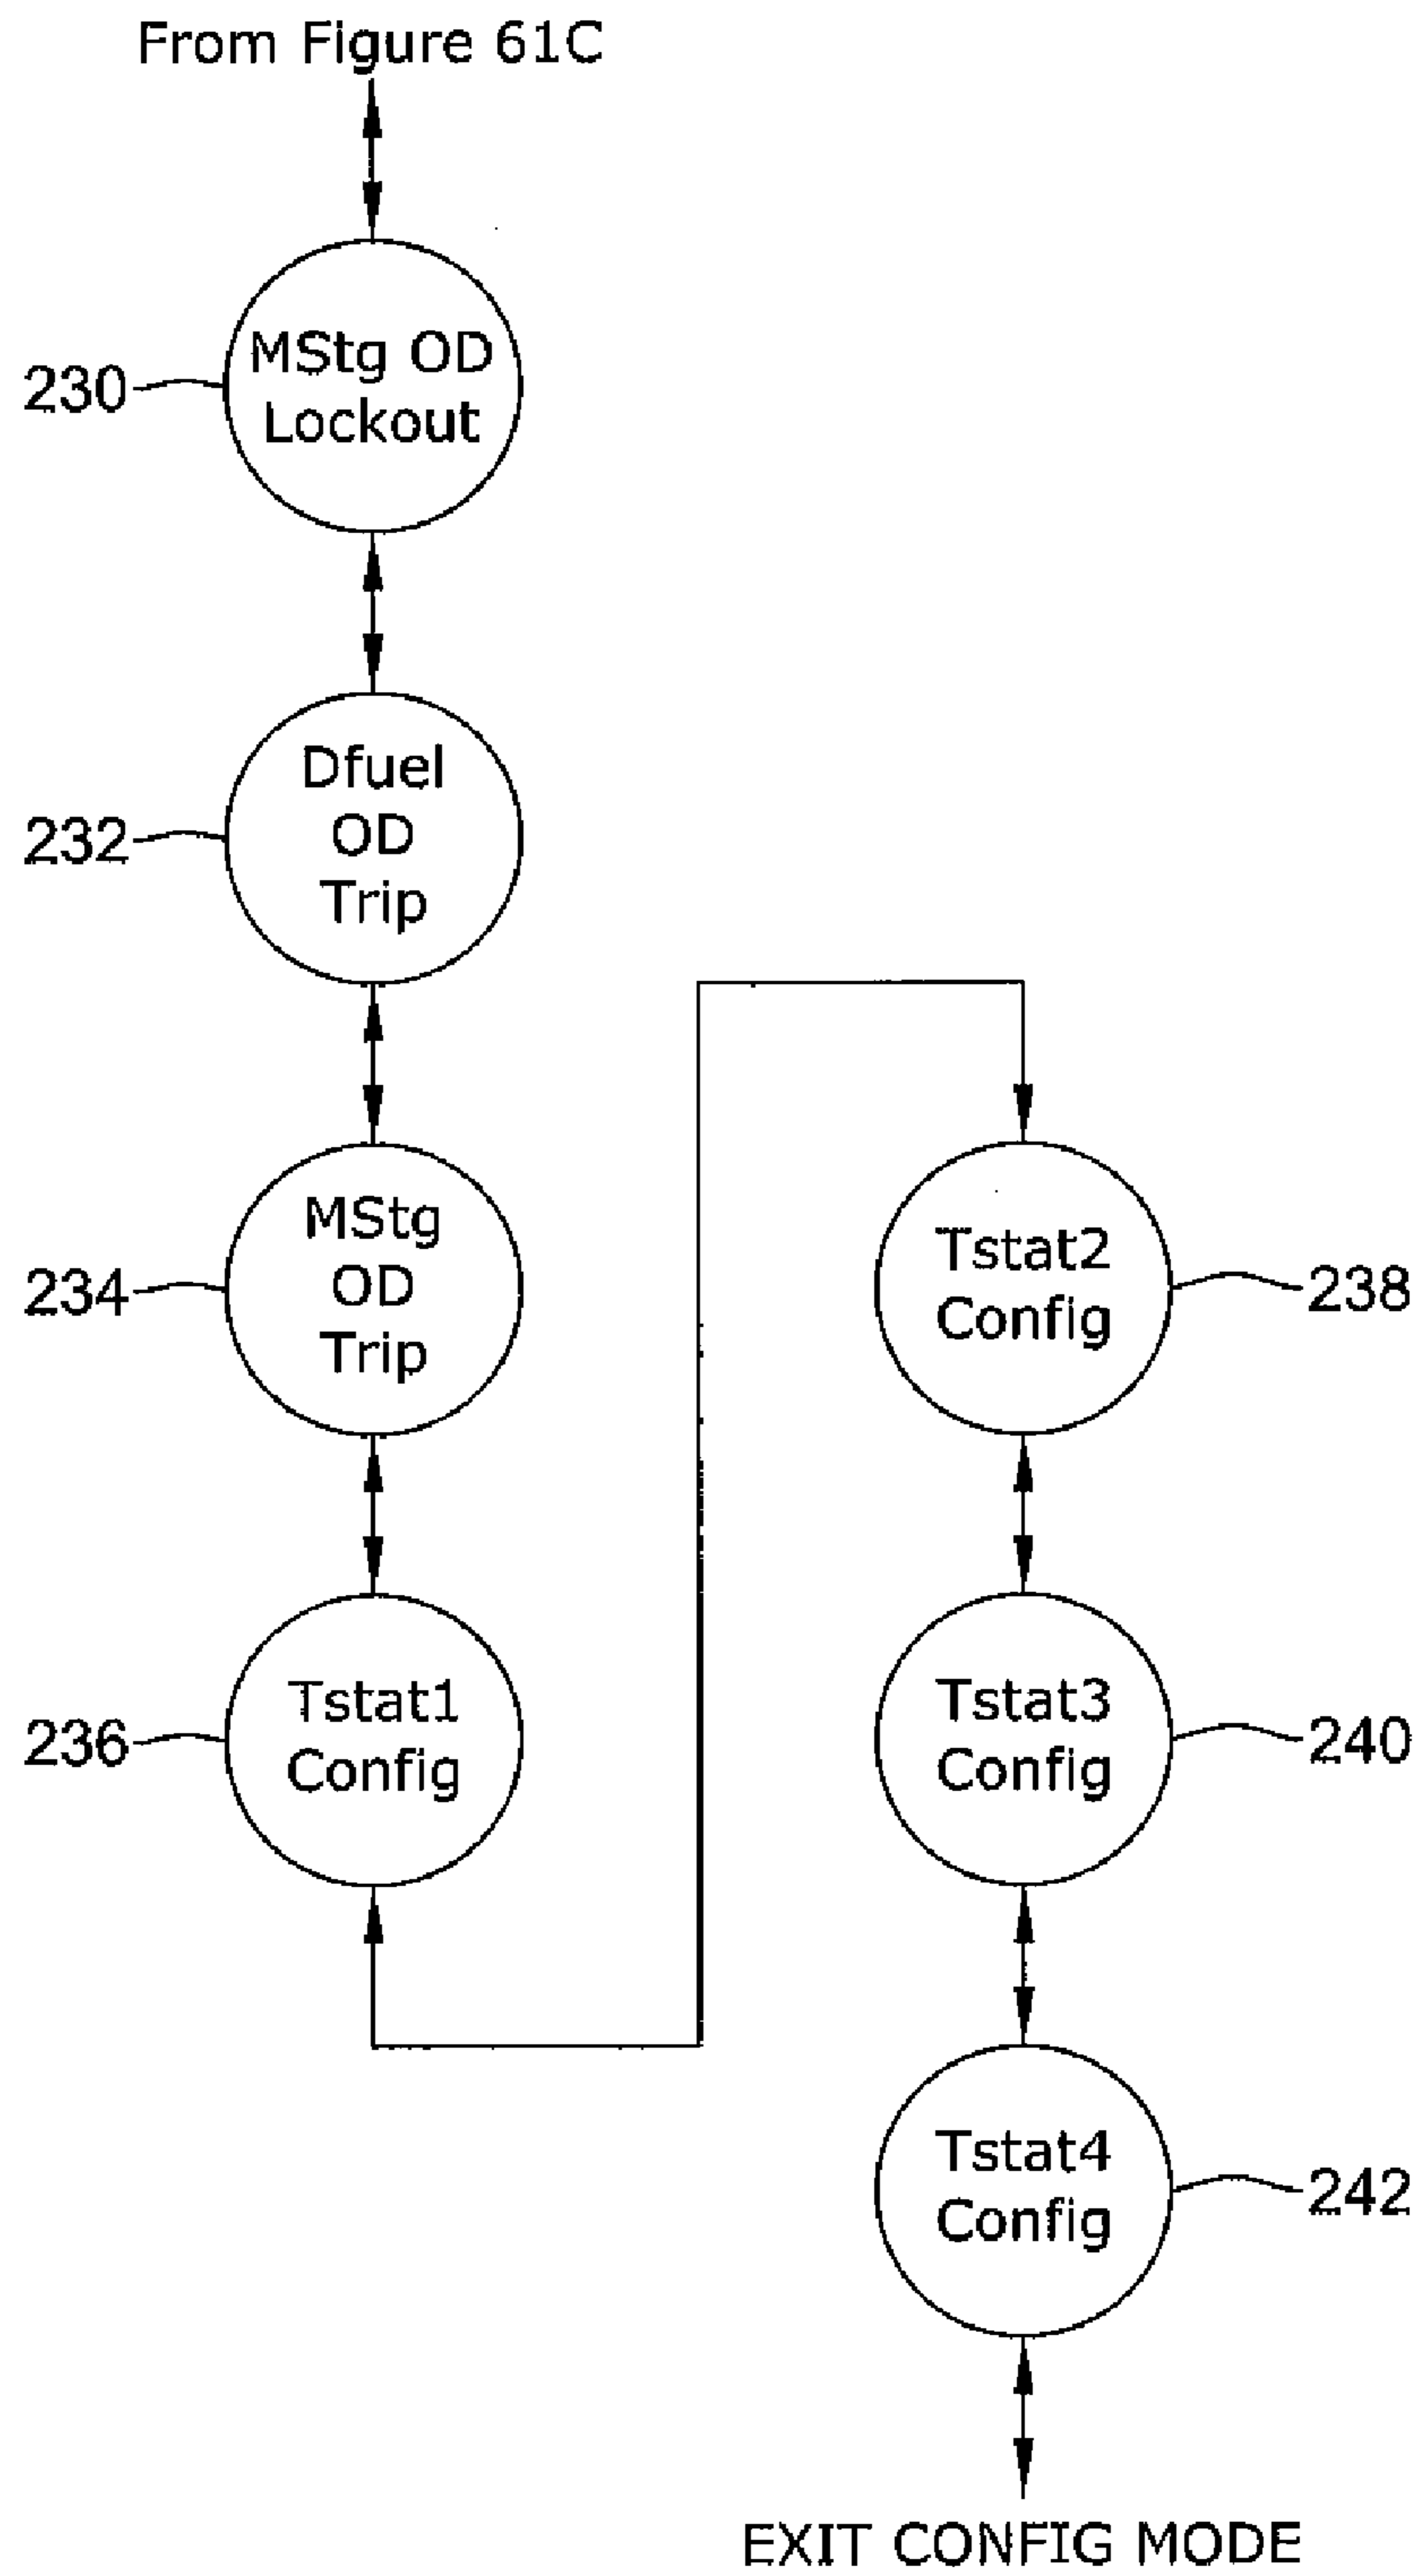 From Figure 61C
230
MStg OD
Lockout
232
Dfuel
OD
Trip
234
MStg
OD
Trip
236
Tstat1
Config
Tstat2
Config
238
Tstat3
Config
240
Tstat4
Config
242
EXIT CONFIG MODE